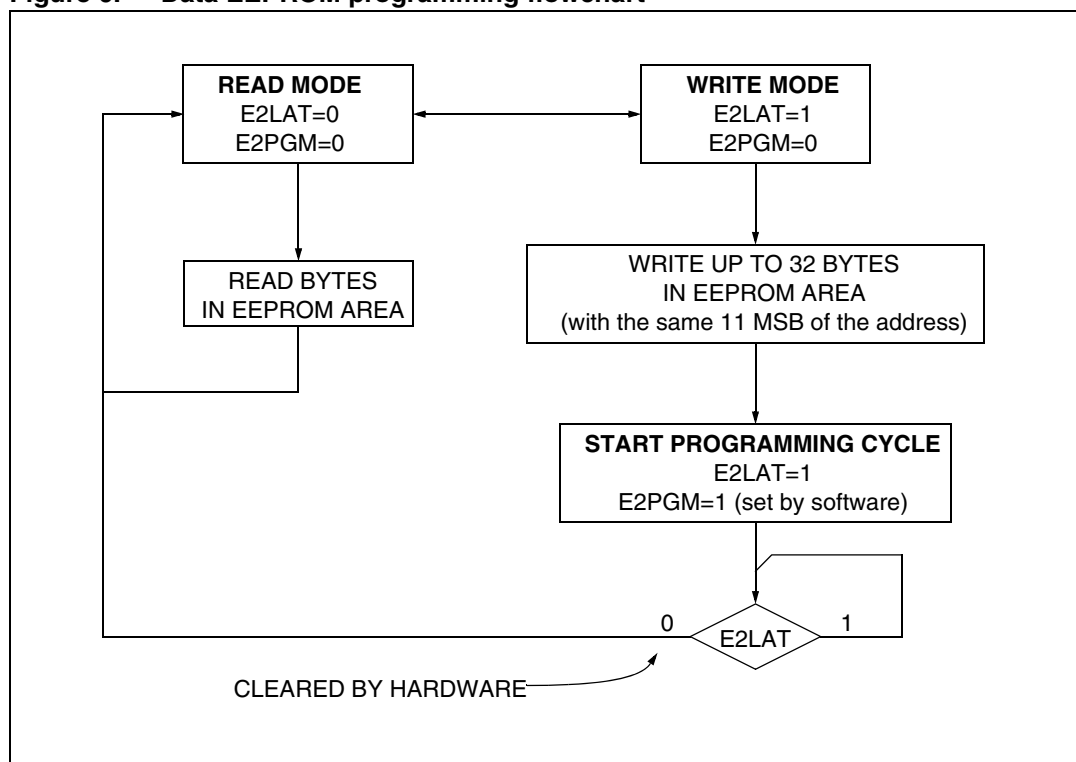 READ MODE
E2LAT=0
E2PGM=0
WRITE MODE
E2LAT=1
E2PGM=0
READ BYTES
IN EEPROM AREA
WRITE UP TO 32 BYTES
IN EEPROM AREA
(with the same 11 MSB of the address)
START PROGRAMMING CYCLE
E2LAT=1
E2PGM=1 (set by software)
0
E2LAT
1
CLEARED BY HARDWARE